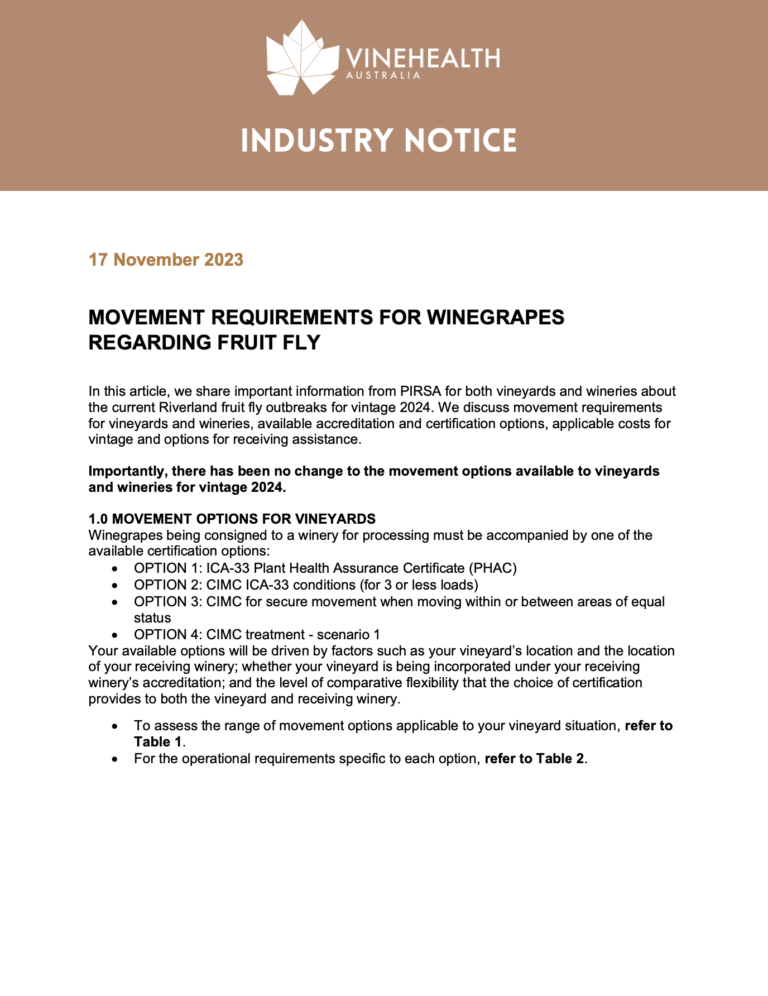 VINEHEALTH
AUSTRALIA
INDUSTRY NOTICE
17 November 2023
MOVEMENT REQUIREMENTS FOR WINEGRAPES
REGARDING FRUIT FLY
In this article, we share important information from PIRSA for both vineyards and wineries about
the current Riverland fruit fly outbreaks for vintage 2024. We discuss movement requirements
for vineyards and wineries, available accreditation and certification options, applicable costs for
vintage and options for receiving assistance.
Importantly, there has been no change to the movement options available to vineyards
and wineries for vintage 2024.
1.0 MOVEMENT OPTIONS FOR VINEYARDS
Winegrapes being consigned to a winery for processing must be accompanied by one of the
available certification options:
• OPTION 1: ICA-33 Plant Health Assurance Certificate (PHAC)
• OPTION 2: CIMC ICA-33 conditions (for 3 or less loads)
• OPTION 3: CIMC for secure movement when moving within or between areas of equal
status
• OPTION 4: CIMC treatment - scenario 1
Your available options will be driven by factors such as your vineyard’s location and the location
of your receiving winery; whether your vineyard is being incorporated under your receiving
winery’s accreditation; and the level of comparative flexibility that the choice of certification
provides to both the vineyard and receiving winery.
• To assess the range of movement options applicable to your vineyard situation, refer to
Table 1.
• For the operational requirements specific to each option, refer to Table 2.